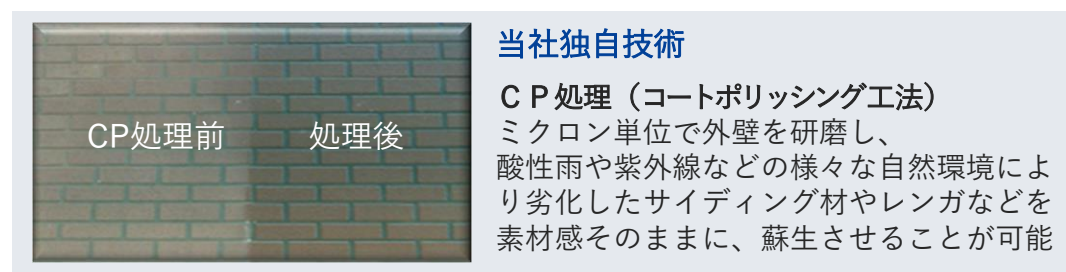 CP処理前
処理後
当社独自技術
ＣＰ処理（コートポリッシング工法）
ミクロン単位で外壁を研磨し、
酸性雨や紫外線などの様々な自然環境によ
り劣化したサイディング材やレンガなどを
素材感そのままに、蘇生させることが可能